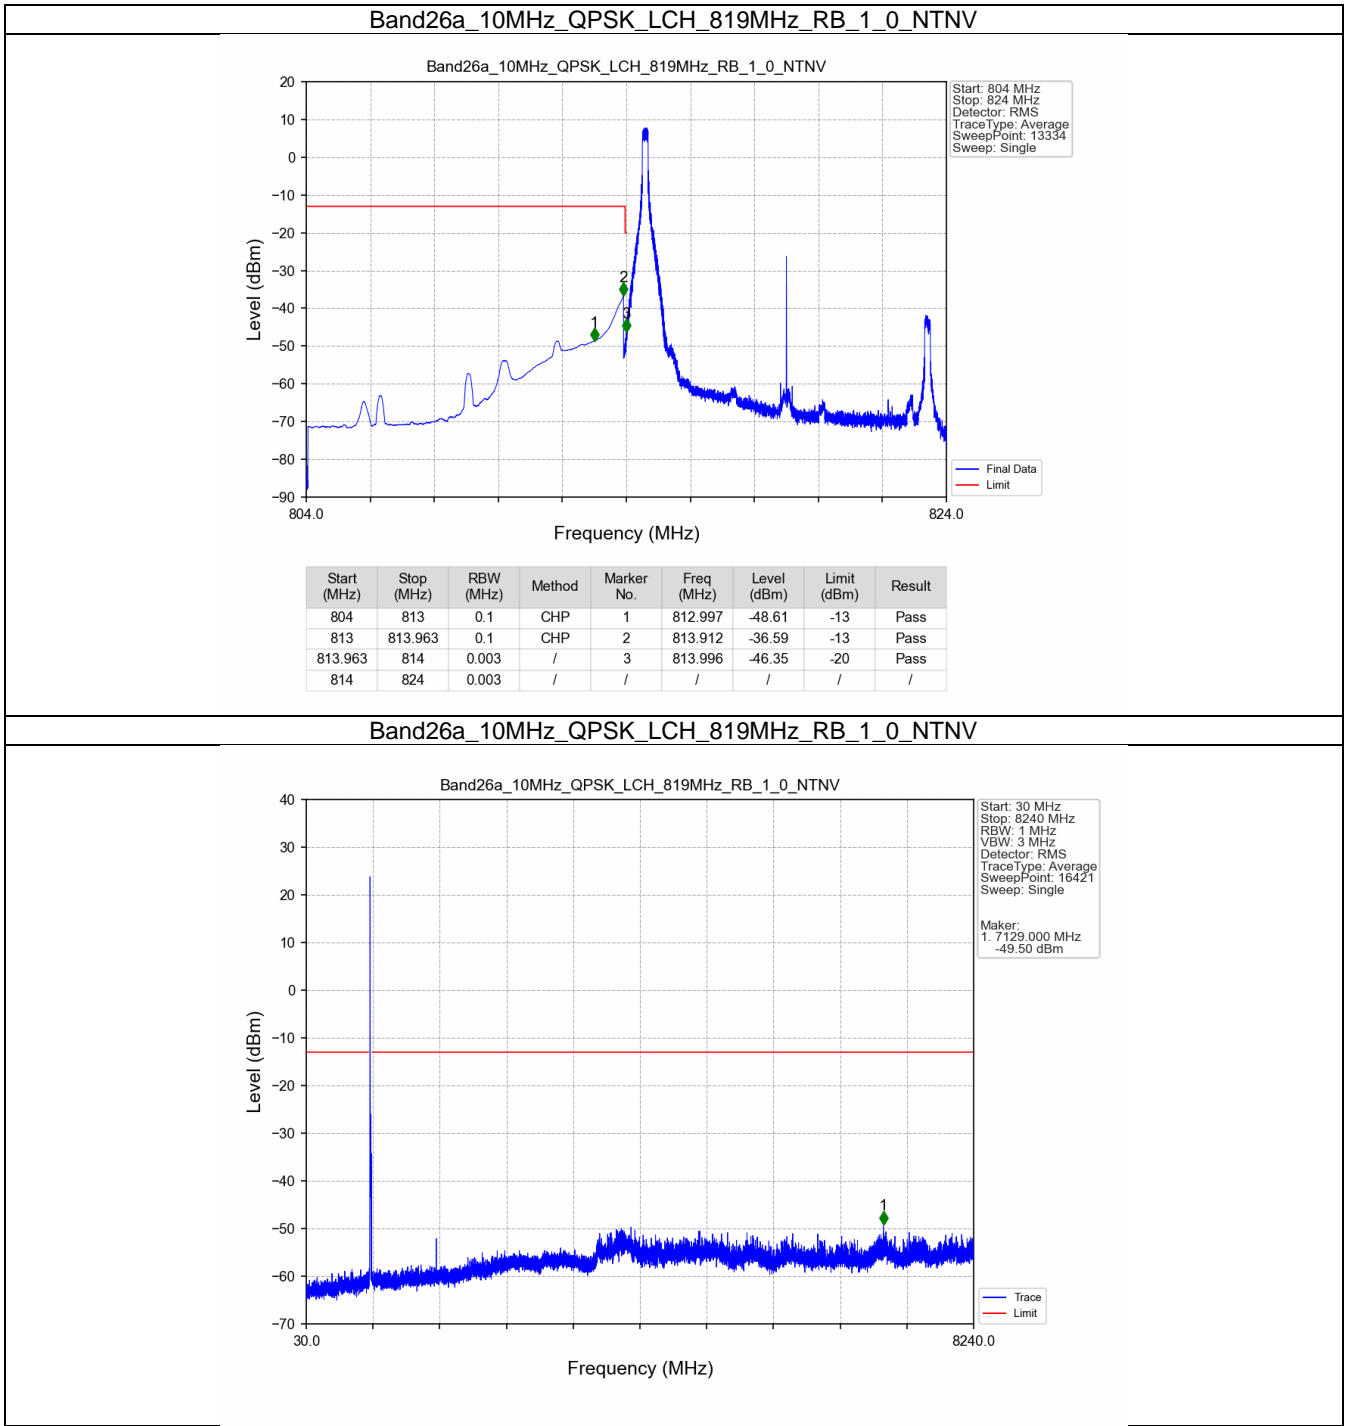 Band26a_10MHz_QPSK_LCH_819MHz_RB_1_0_NTNV
Band26a_10MHz_QPSK_LCH_819MHz_RB_1_0_NTNV
Start: 804 MHz
Stop: 824 MHz
Detector: RMS
TraceType: Average
SweepPoint: 13334
Sweep: Single
20
10
0
−10
−20
−30
−40
−50
−60
−70
−80
−90
Level (dBm)
1
2
3
804.0
824.0
Frequency (MHz)
Final Data
Limit
Start (MHz) Stop (MHz) RBW (MHz) Method Marker No. Freq (MHz) Level (dBm) Limit (dBm) Result
804 813 0.1 CHP 1 812.997 -48.61 -13 Pass
813 813.963 0.1 CHP 2 813.912 -36.59 -13 Pass
813.963 814 0.003 / 3 813.996 -46.35 -20 Pass
814 824 0.003 / / / / / /
Band26a_10MHz_QPSK_LCH_819MHz_RB_1_0_NTNV
Band26a_10MHz_QPSK_LCH_819MHz_RB_1_0_NTNV
Start: 30 MHz
Stop: 8240 MHz
RBW: 1 MHz
VBW: 3 MHz
Detector: RMS
TraceType: Average
SweepPoint: 16421
Sweep: Single
Maker:
1. 7129.000 MHz
-49.50 dBm
40
30
20
10
0
−10
−20
−30
−40
−50
−60
−70
Level (dBm)
1
30.0
8240.0
Frequency (MHz)
Trace
Limit